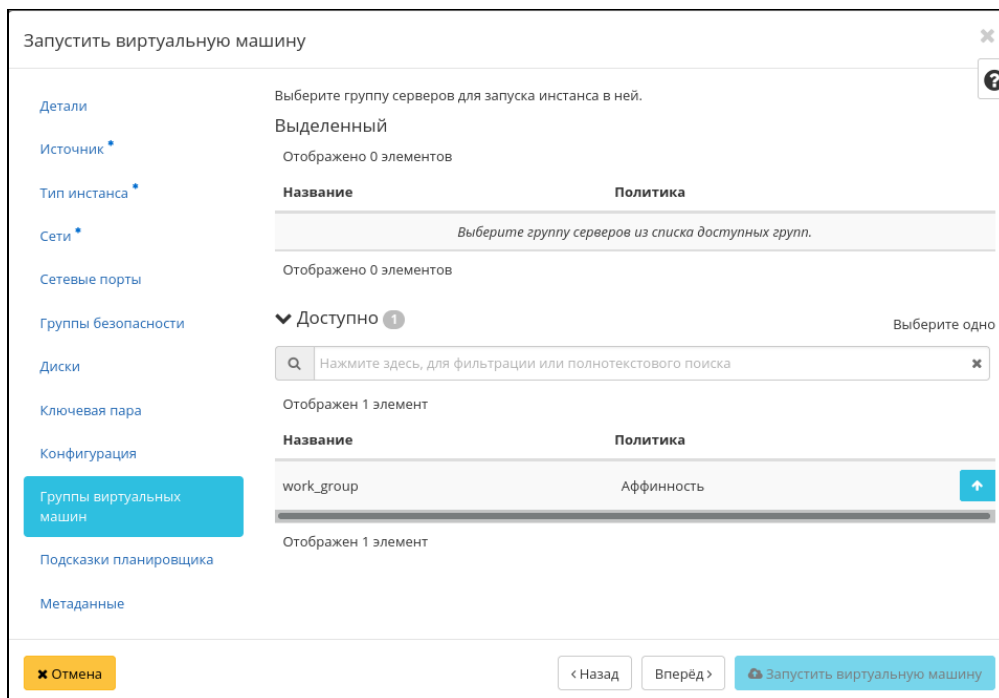 Запустить виртуальную машину
Детали
Источник
Тип инстанса
Сети
Сетевые порты
Группы безопасности
Диски
Ключевая пара
Конфигурация
Группы виртуальных
машин
Подсказки планировщика
Метаданные
Выберите группу серверов для запуска инстанса в ней.
Выделенный
Отображено 0 элементов
Название Политика
Выберите группу серверов из списка доступных групп.
Отображено 0 элементов
Доступно 1
Выберите одно
Нажмите здесь, для фильтрации или полнотекстового поиска
Отображен 1 элемент
Название Политика
work_group Аффинность
Отображен 1 элемент
Отмена
Назад
Вперёд
Запустить виртуальную машину